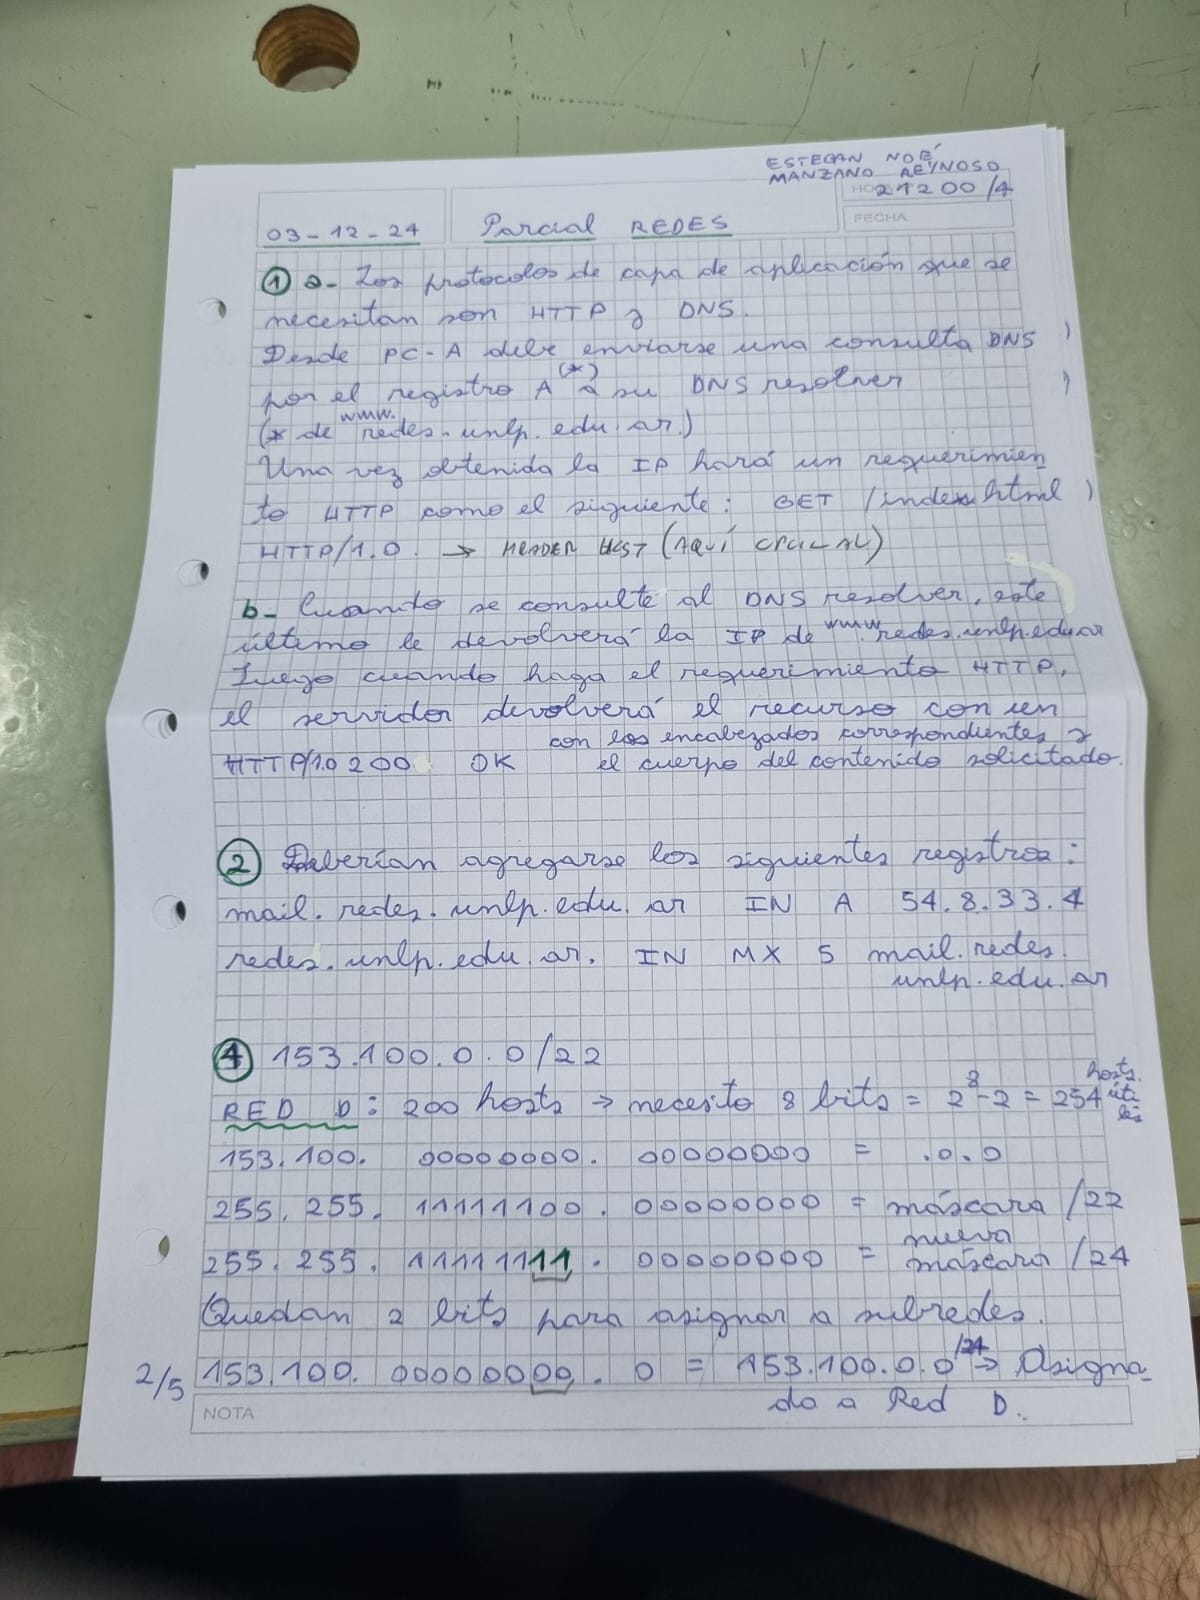 ESTEBAN NOÉ
MANZANO REYNOSO
21200/4
FECHA
03-12-24 Parcial REDES
① a- Los protocolos de capa de aplicación que se
necesitan son HTTP y DNS.
Desde PC-A debe enviarse una consulta DNS
por el registro A (*) a su DNS resolver
(* de www.redes.unlp.edu.ar.)
Una vez obtenida la IP hará un requerimien
to HTTP como el siguiente: GET /index.html
HTTP/1.0 → HEADER HOST (AQUÍ CRUCIAL)
b- Cuando se consulte al DNS resolver, este
último le devolverá la IP de www.redes.unlp.edu.ar
Luego cuando haga el requerimiento HTTP,
el servidor devolverá el recurso con un
HTTP/1.0 200 OK con los encabezados correspondientes y
el cuerpo del contenido solicitado.
② Deberían agregarse los siguientes registros:
mail.redes.unlp.edu.ar IN A 54.8.33.4
redes.unlp.edu.ar. IN MX 5 mail.redes.
unlp.edu.ar
④ 153.100.0.0/22
RED D: 200 hosts → necesito 8 bits = 2^8-2 = 254 hosts útiles
153.100. 00000000. 00000000 = .0.0
255.255. 11111100. 00000000 = máscara /22
255.255. 11111111. 00000000 = nueva máscara /24
Quedan 2 bits para asignar a subredes.
2/5 153.100. 00000000. 0 = 153.100.0.0/24 → Asigna-
do a Red D.
NOTA